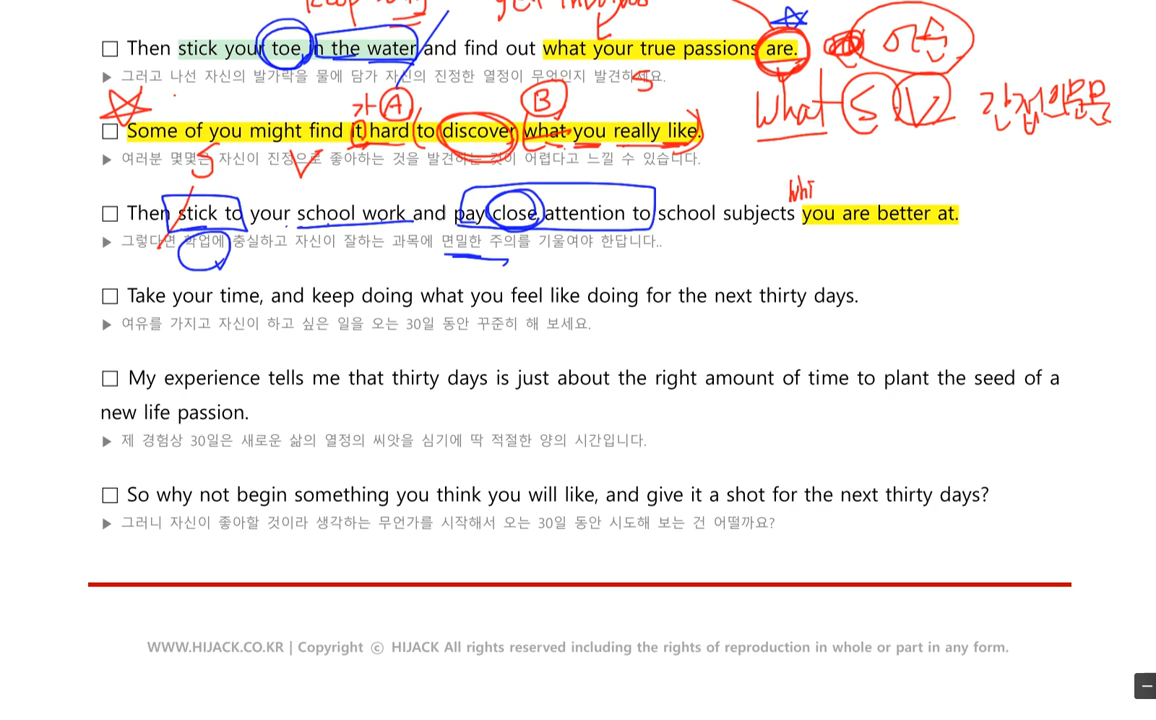 □ Then stick your toe in the water and find out what your true passions are.
어순
▶ 그러고 나선 자신의 발가락을 물에 담가 자신의 진정한 열정이 무엇인지 발견하세요.
S
What S V 간접의문문
가 A B
□ Some of you might find it hard to discover what you really like.
▶ 여러분 몇몇은 자신이 진정으로 좋아하는 것을 발견하는 것이 어렵다고 느낄 수 있습니다.
S V
whi
□ Then stick to your school work and pay close attention to school subjects you are better at.
▶ 그렇다면 학업에 충실하고 자신이 잘하는 과목에 면밀한 주의를 기울여야 한답니다..
□ Take your time, and keep doing what you feel like doing for the next thirty days.
▶ 여유를 가지고 자신이 하고 싶은 일을 오는 30일 동안 꾸준히 해 보세요.
□ My experience tells me that thirty days is just about the right amount of time to plant the seed of a
new life passion.
▶ 제 경험상 30일은 새로운 삶의 열정의 씨앗을 심기에 딱 적절한 양의 시간입니다.
□ So why not begin something you think you will like, and give it a shot for the next thirty days?
▶ 그러니 자신이 좋아할 것이라 생각하는 무언가를 시작해서 오는 30일 동안 시도해 보는 건 어떨까요?
WWW.HIJACK.CO.KR | Copyright ⓒ HIJACK All rights reserved including the rights of reproduction in whole or part in any form.